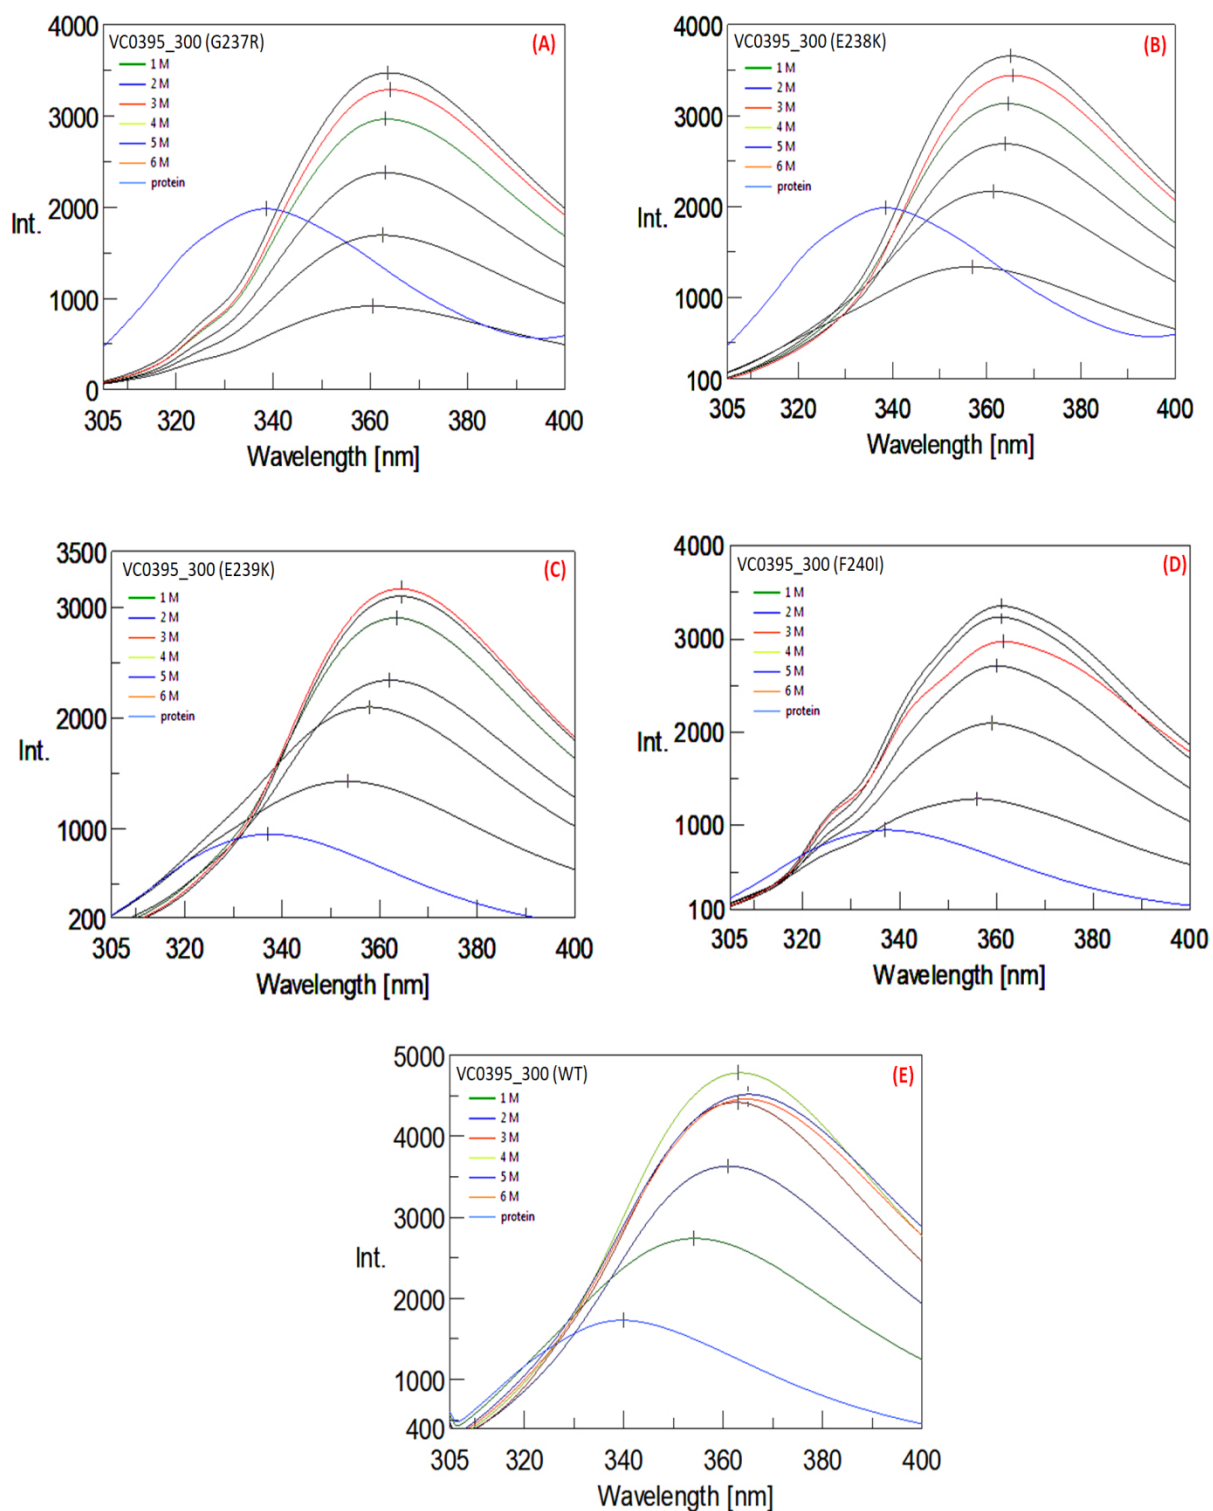 VC0395_300 (G237R)
(A)
1 M
2 M
3 M
4 M
5 M
6 M
protein
4000
3000
2000
1000
0
Int.
305 320 340 360 380 400
Wavelength [nm]
VC0395_300 (E238K)
(B)
1 M
2 M
3 M
4 M
5 M
6 M
protein
4000
3000
2000
1000
100
Int.
305 320 340 360 380 400
Wavelength [nm]
VC0395_300 (E239K)
(C)
1 M
2 M
3 M
4 M
5 M
6 M
protein
3500
3000
2000
1000
200
Int.
305 320 340 360 380 400
Wavelength [nm]
VC0395_300 (F240I)
(D)
1 M
2 M
3 M
4 M
5 M
6 M
protein
4000
3000
2000
1000
100
Int.
305 320 340 360 380 400
Wavelength [nm]
VC0395_300 (WT)
(E)
1 M
2 M
3 M
4 M
5 M
6 M
protein
5000
4000
3000
2000
1000
400
Int.
305 320 340 360 380 400
Wavelength [nm]